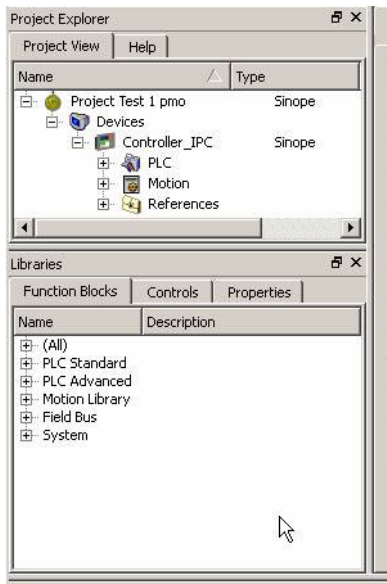 Project Explorer
Project View Help
Name Type
Project Test 1 pmo Sinope
Devices
Controller_IPC Sinope
PLC
Motion
References
Libraries
Function Blocks Controls Properties
Name Description
(All)
PLC Standard
PLC Advanced
Motion Library
Field Bus
System